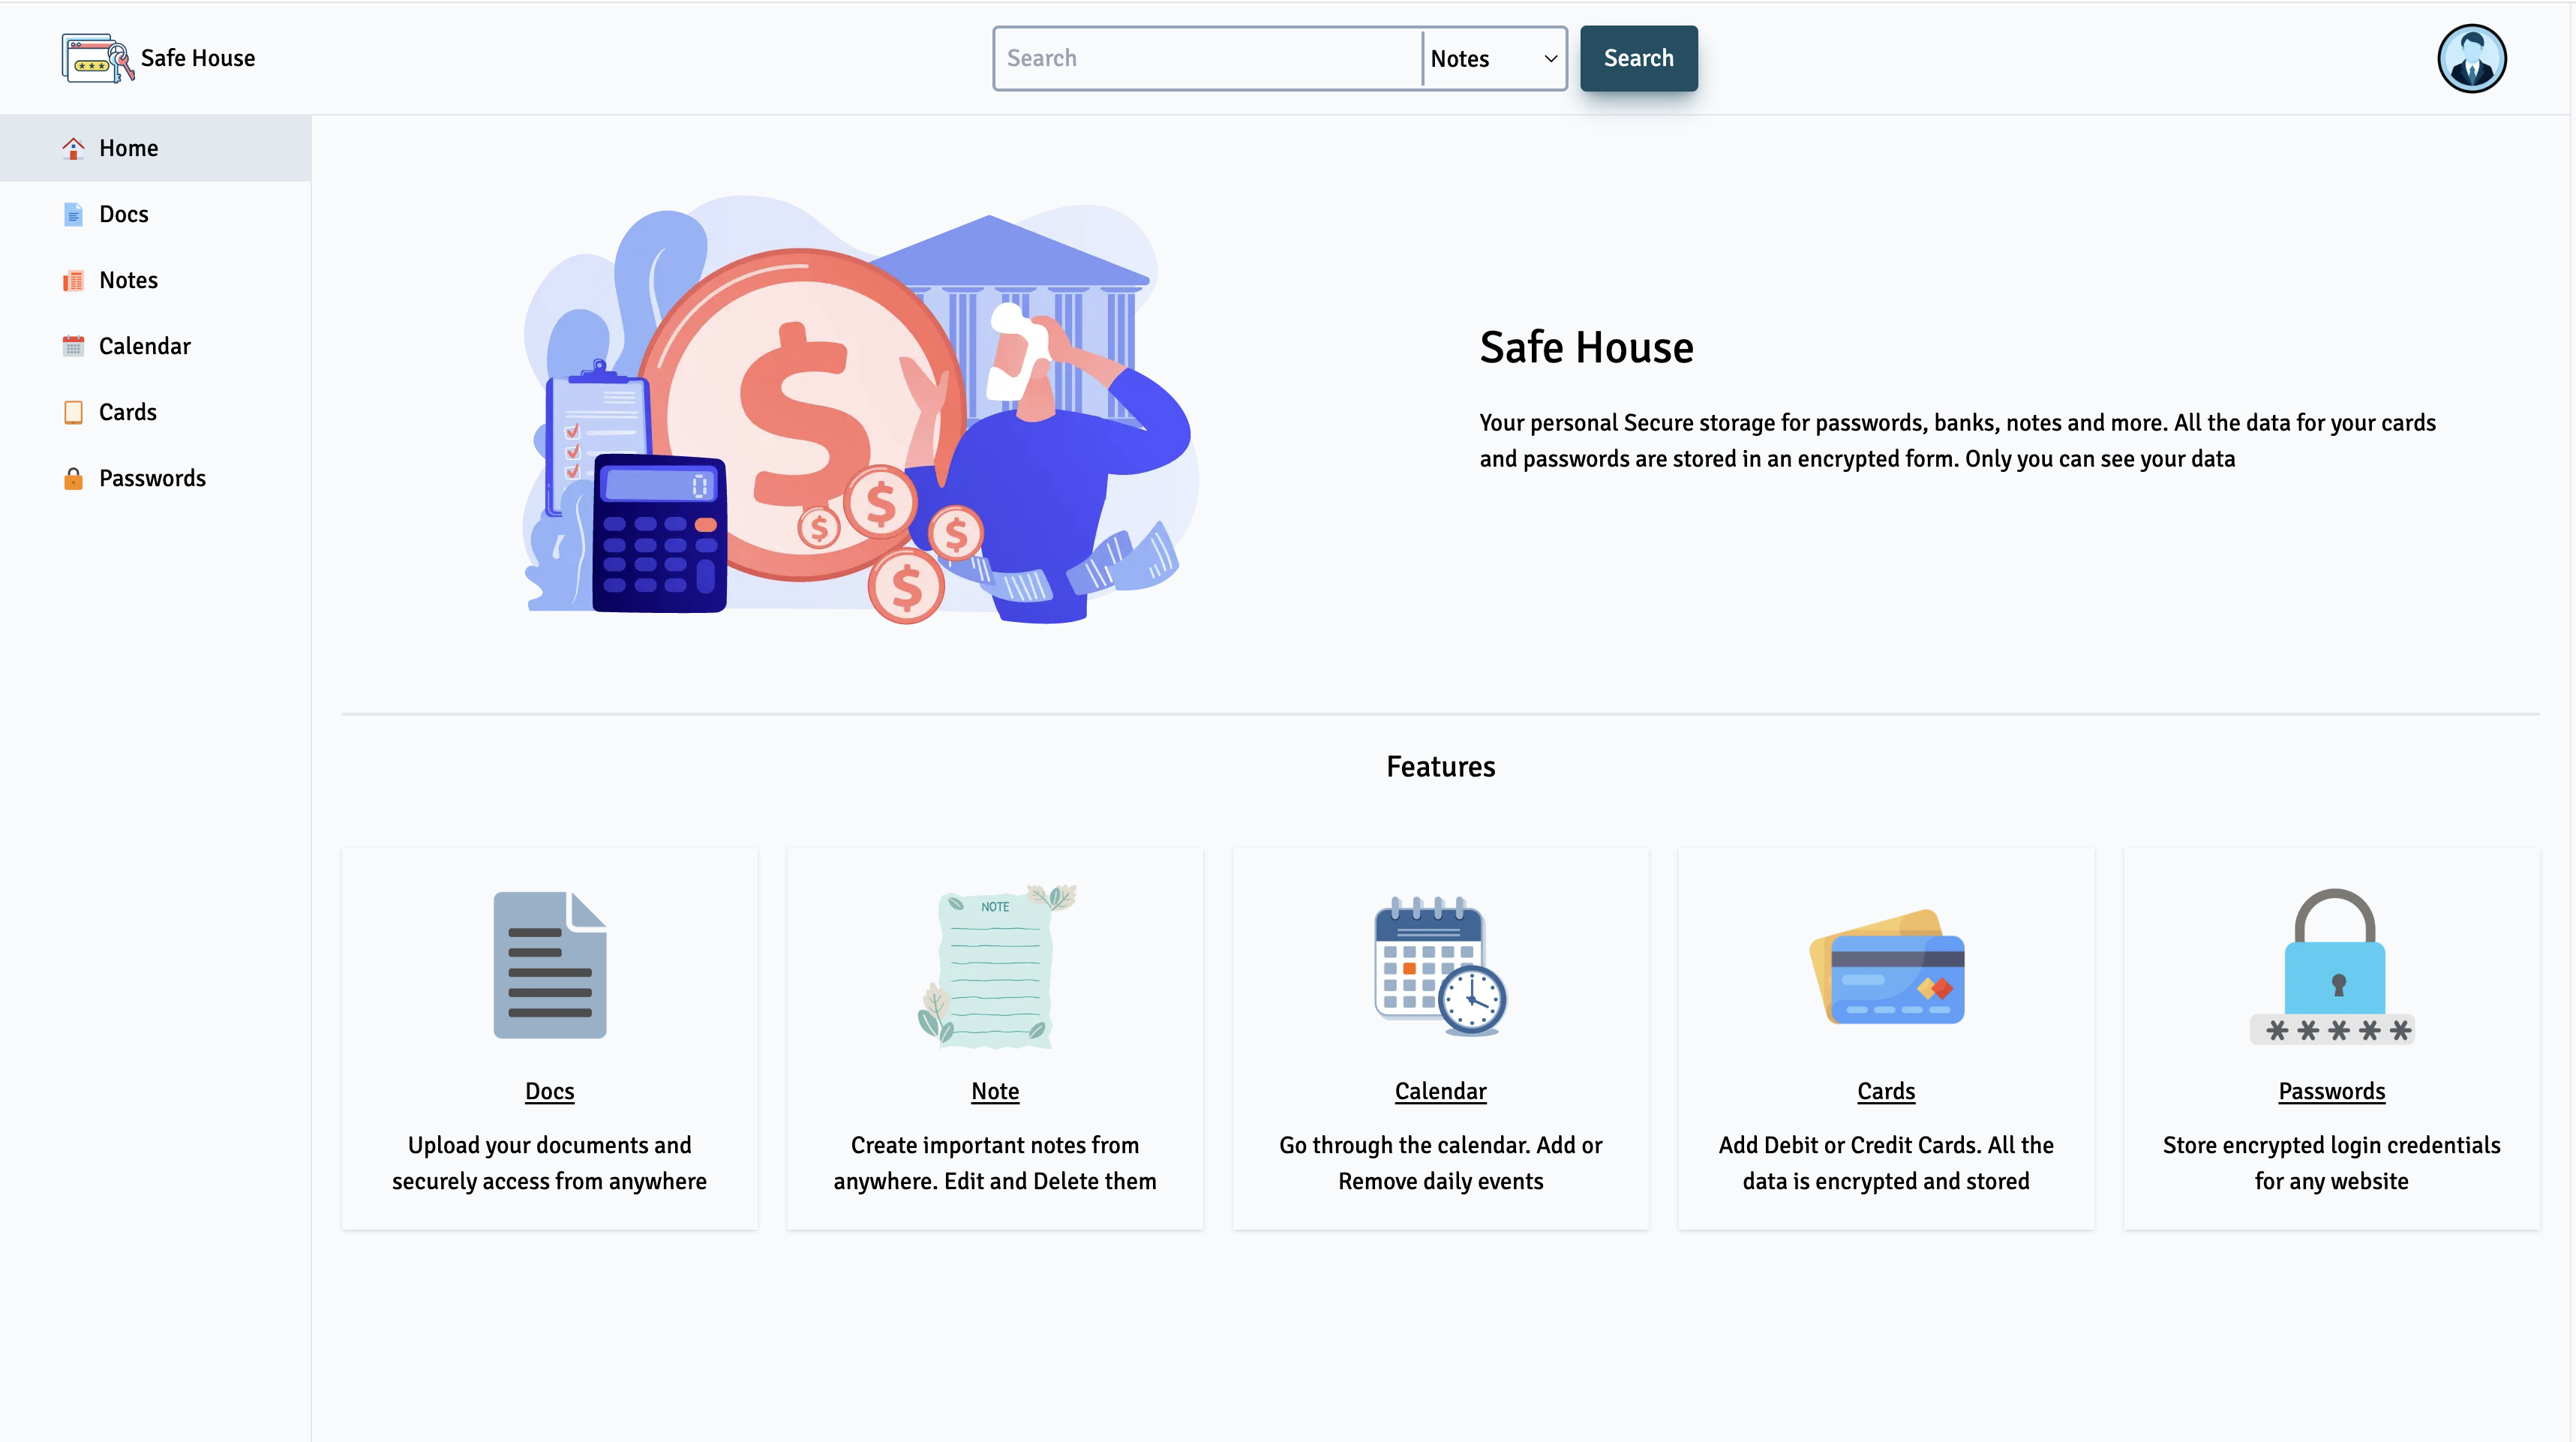 Safe House
Search
Notes
Search
Home
Docs
Notes
Calendar
Cards
Passwords
$
0
$
$
$
$
Safe House
Your personal Secure storage for passwords, banks, notes and more. All the data for your cards
and passwords are stored in an encrypted form. Only you can see your data
Features
NOTE
Docs
Upload your documents and
securely access from anywhere
Note
Create important notes from
anywhere. Edit and Delete them
Calendar
Go through the calendar. Add or
Remove daily events
Cards
Add Debit or Credit Cards. All the
data is encrypted and stored
* * * * *
Passwords
Store encrypted login credentials
for any website